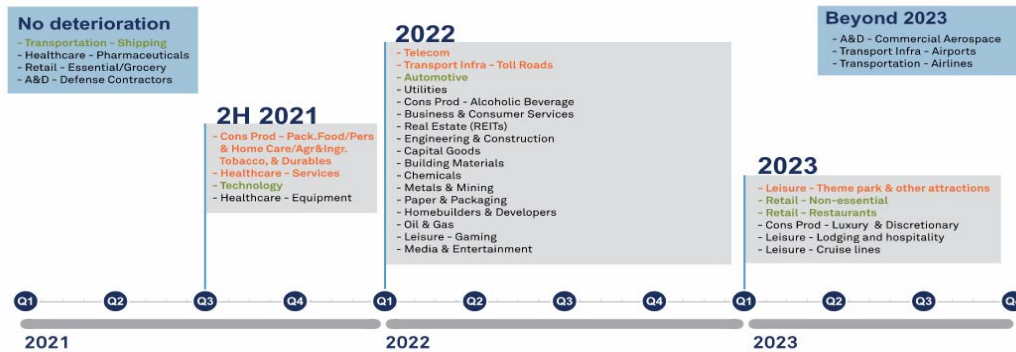 No deterioration
- Transportation - Shipping
- Healthcare - Pharmaceuticals
- Retail - Essential/Grocery
- A&D - Defense Contractors
2H 2021
- Cons Prod - Pack.Food/Pers
& Home Care/Agr&Ingr.
Tobacco, & Durables
- Healthcare - Services
- Technology
- Healthcare - Equipment
2022
- Telecom
- Transport Infra - Toll Roads
- Automotive
- Utilities
- Cons Prod - Alcoholic Beverage
- Business & Consumer Services
- Real Estate (REITs)
- Engineering & Construction
- Capital Goods
- Building Materials
- Chemicals
- Metals & Mining
- Paper & Packaging
- Homebuilders & Developers
- Oil & Gas
- Leisure - Gaming
- Media & Entertainment
Beyond 2023
- A&D - Commercial Aerospace
- Transport Infra - Airports
- Transportation - Airlines
2023
- Leisure - Theme park & other attractions
- Retail - Non-essential
- Retail - Restaurants
- Cons Prod - Luxury & Discretionary
- Leisure - Lodging and hospitality
- Leisure - Cruise lines
Q1 Q2 Q3 Q4 Q1 Q2 Q3 Q4 Q1 Q2 Q3
2021 2022 2023